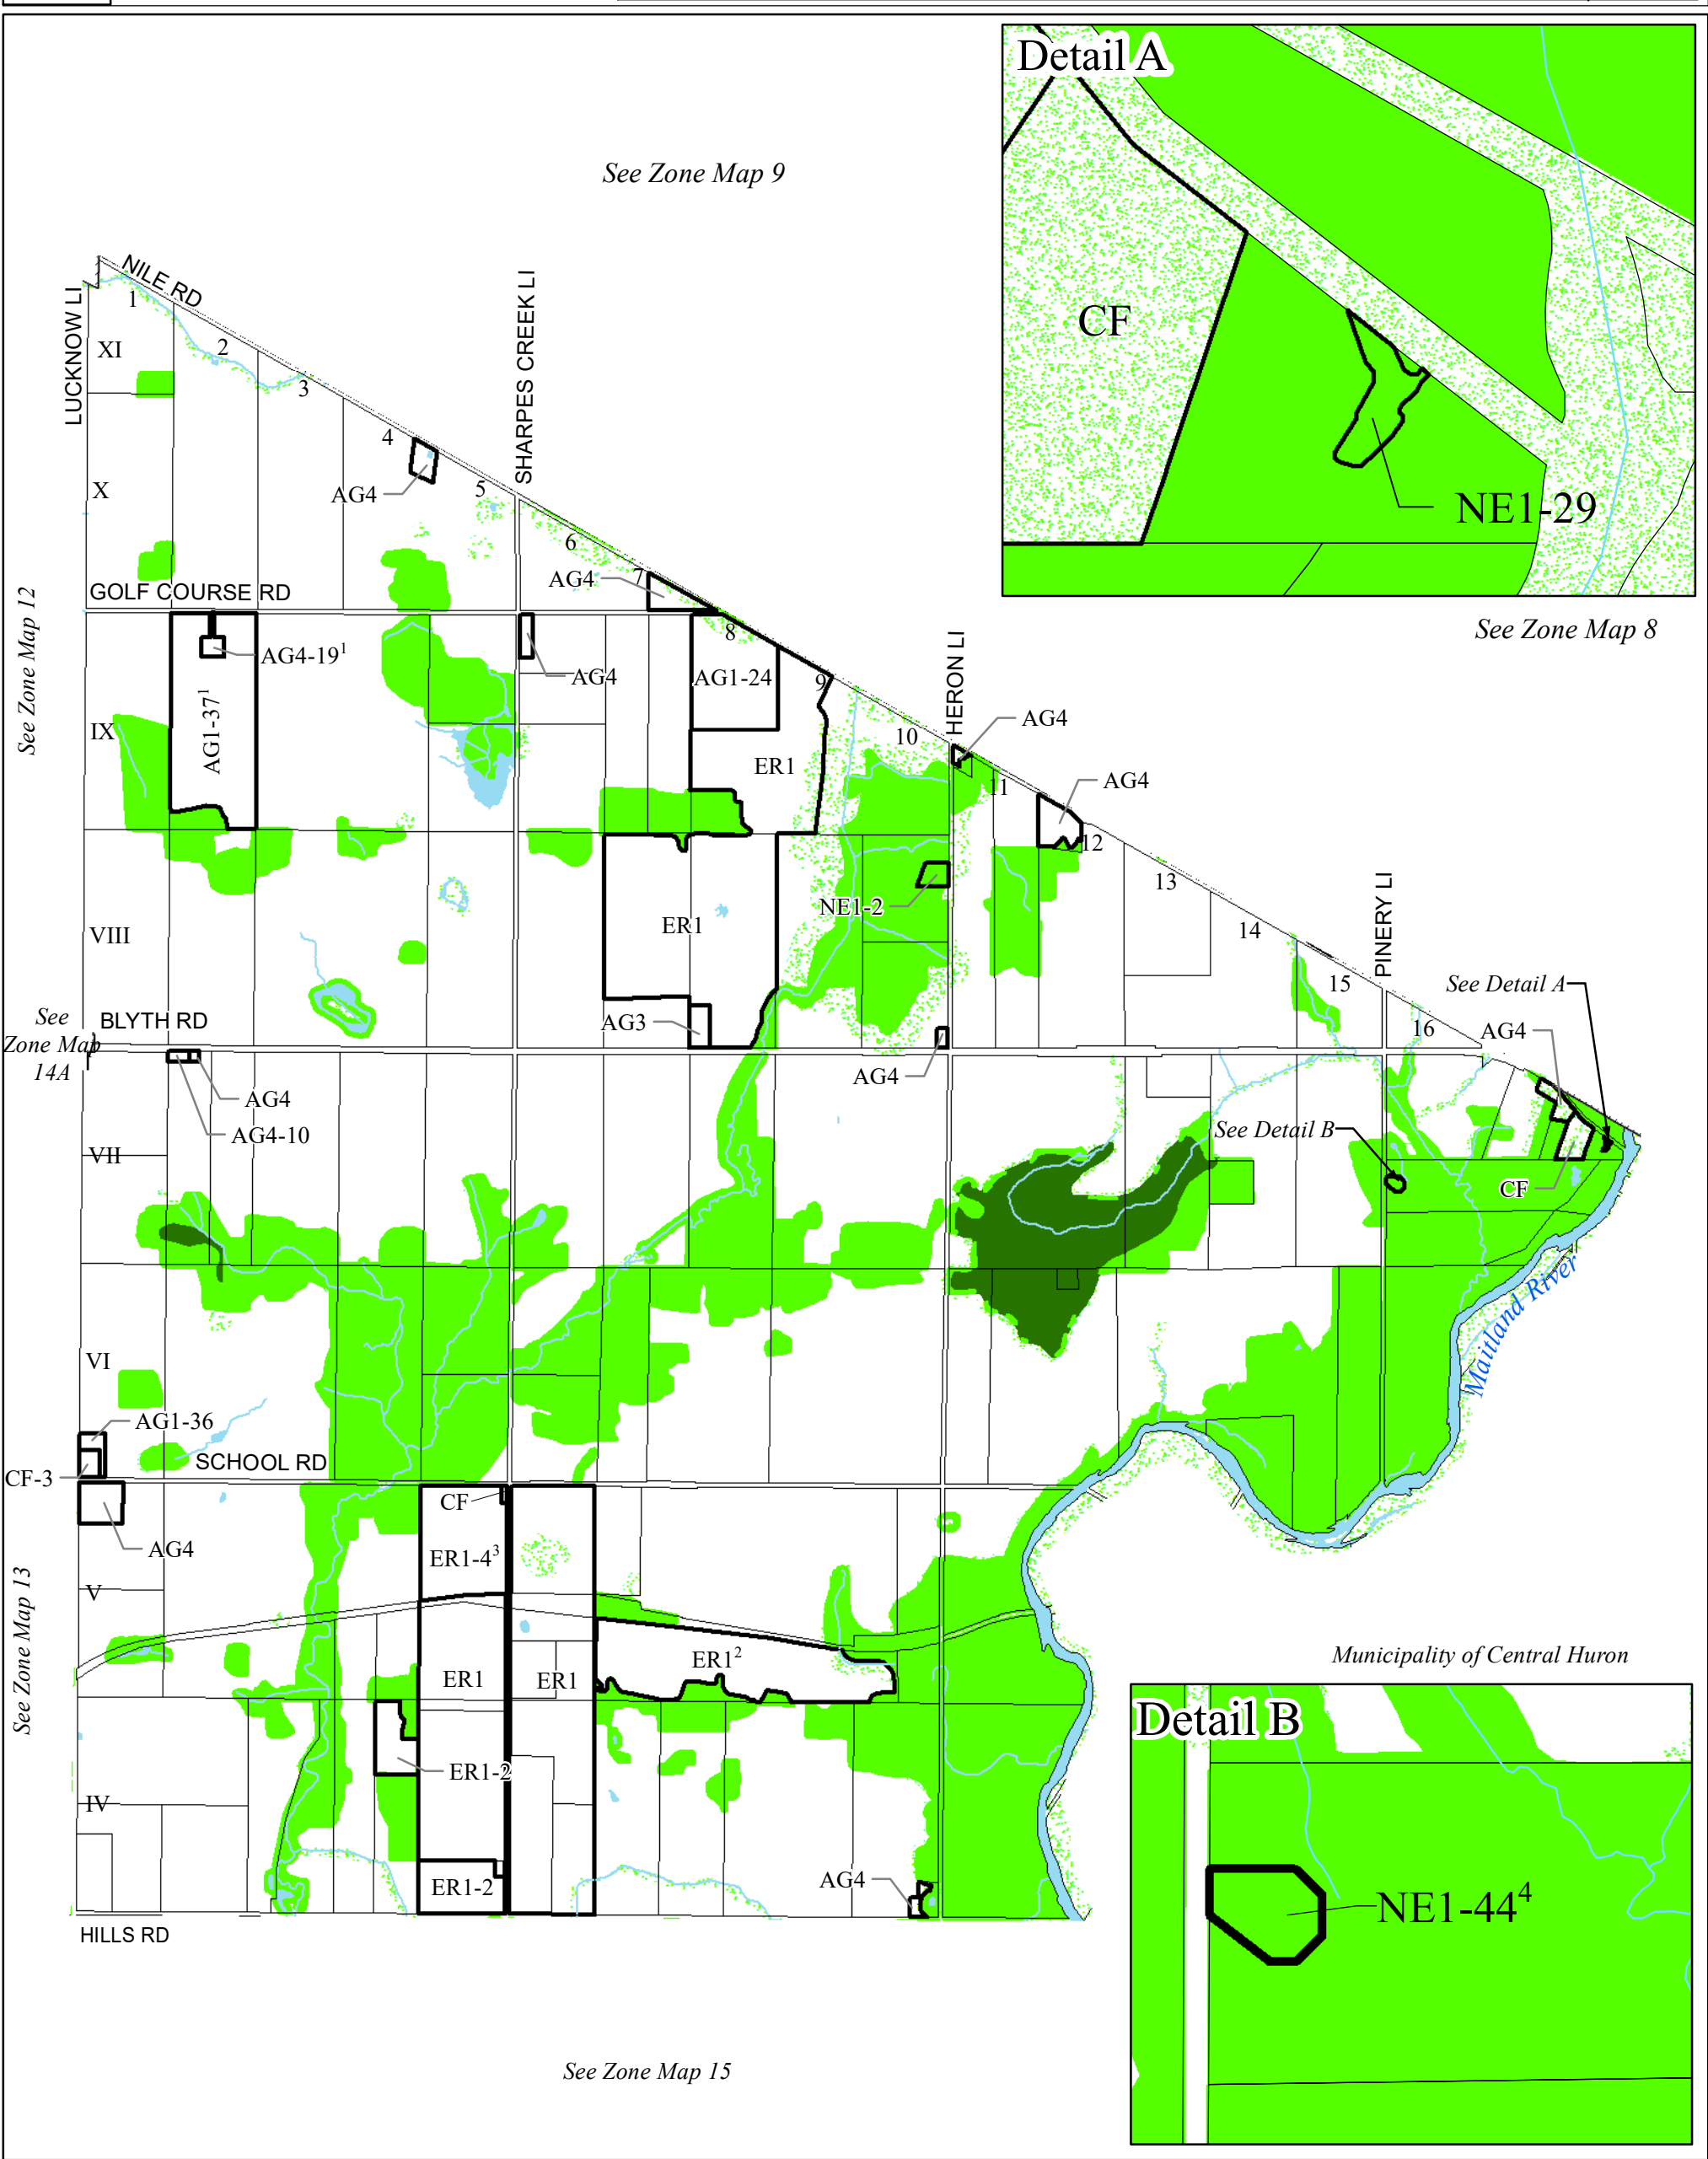 Detail A
See Zone Map 9
NILE RD
LUCKNOW LI
SHARPES CREEK LI
1
2
3
XI
CF
4
AG4
5
X
NE1-29
6
7
AG4
GOLF COURSE RD
See Zone Map 12
8
See Zone Map 8
AG4-19¹
AG4
AG1-24
9
HERON LI
AG1-37¹
IX
AG4
10
ER1
11
AG4
12
13
NE1-2
ER1
VIII
14
PINERY LI
15
See Detail A
See
Zone Map
14A
BLYTH RD
AG3
16
AG4
AG4
AG4
AG4-10
See Detail B
VII
CF
Maitland River
VI
AG1-36
SCHOOL RD
CF-3
CF
AG4
ER1-4³
V
See Zone Map 13
ER1
ER1
ER1²
Municipality of Central Huron
Detail B
ER1-2
IV
AG4
ER1-2
NE1-44⁴
HILLS RD
See Zone Map 15